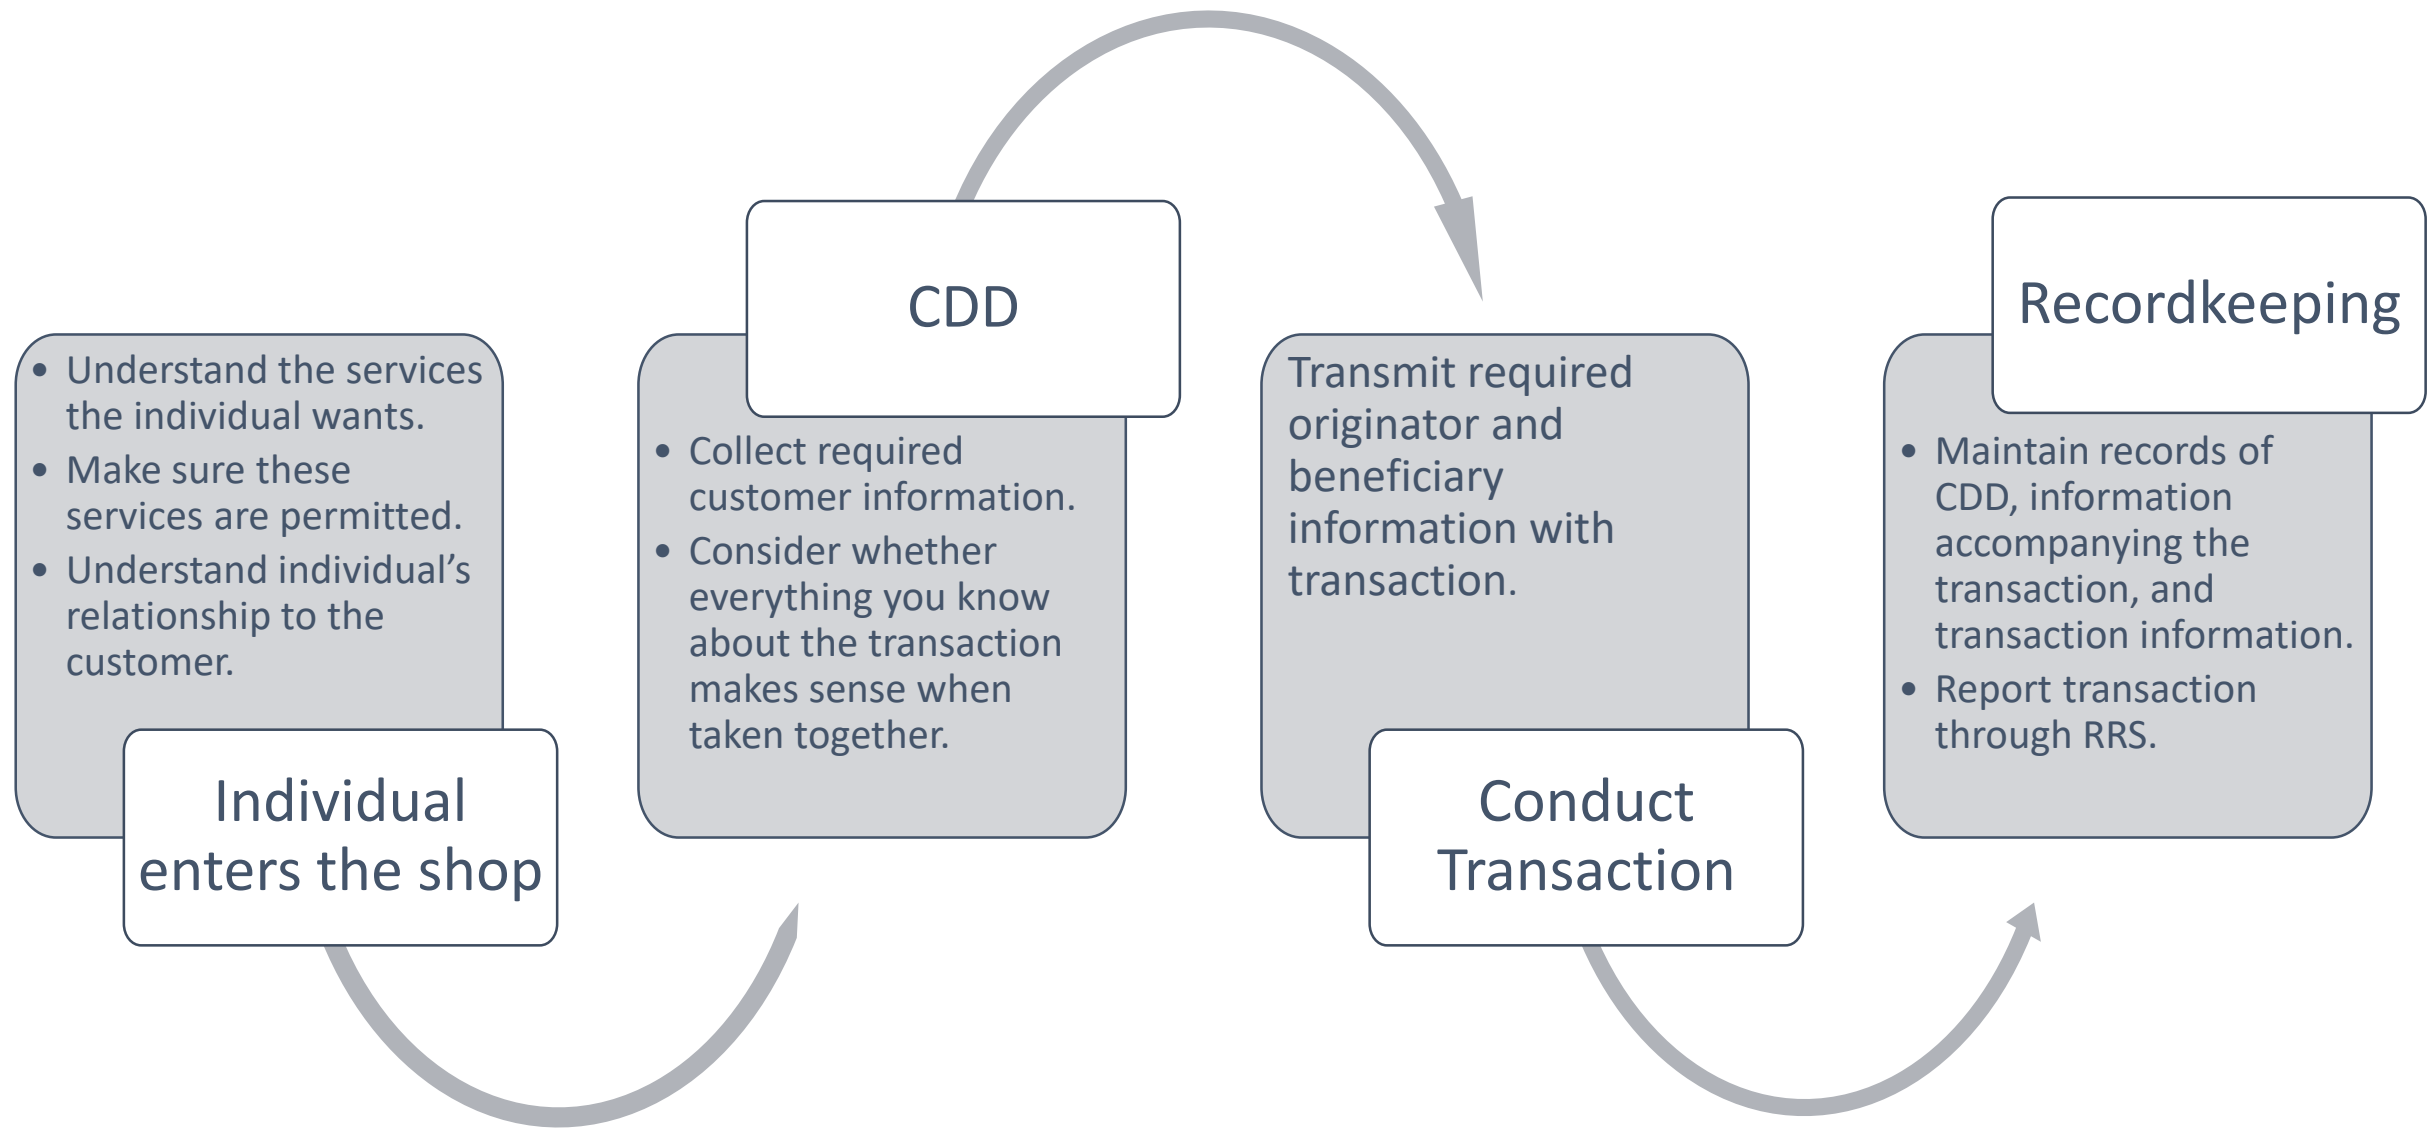 • Understand the services
the individual wants.
• Make sure these
services are permitted.
• Understand individual’s
relationship to the
customer.
Individual
enters the shop
CDD
• Collect required
customer information.
• Consider whether
everything you know
about the transaction
makes sense when
taken together.
Transmit required
originator and
beneficiary
information with
transaction.
Conduct
Transaction
Recordkeeping
• Maintain records of
CDD, information
accompanying the
transaction, and
transaction information.
• Report transaction
through RRS.